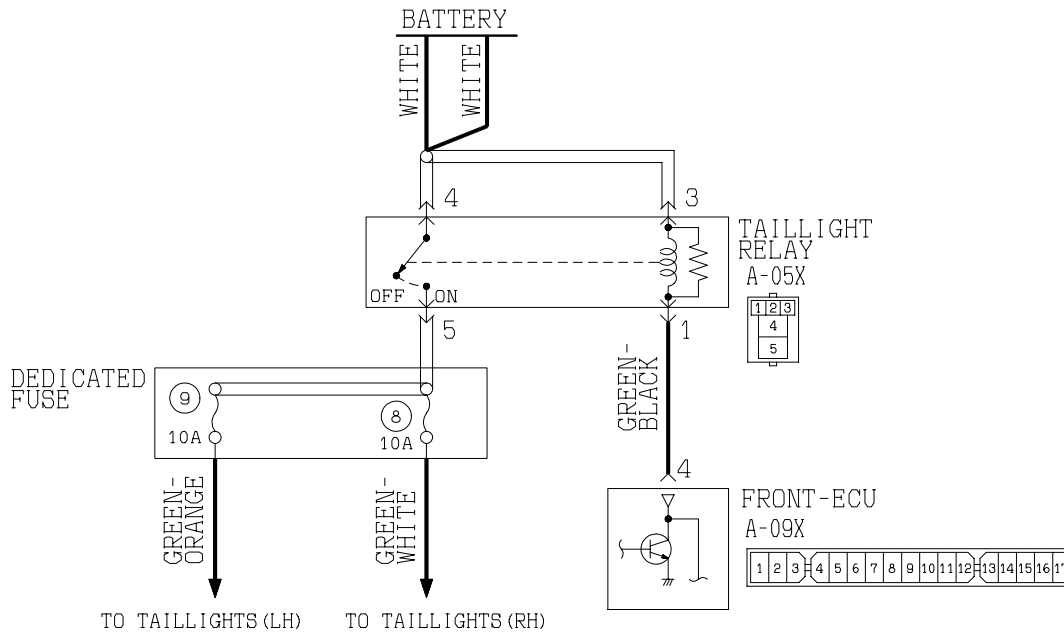 BATTERY
WHITE
WHITE
4
3
TAILLIGHT
RELAY
A-05X
OFF
ON
1 2 3
4
5
5
1
DEDICATED
FUSE
9
8
10A
10A
GREEN-
BLACK
4
GREEN-
ORANGE
GREEN-
WHITE
FRONT-ECU
A-09X
1 2 3 4 5 6 7 8 9 10 11 12 13 14 15 16 17
TO TAILLIGHTS(LH)
TO TAILLIGHTS(RH)